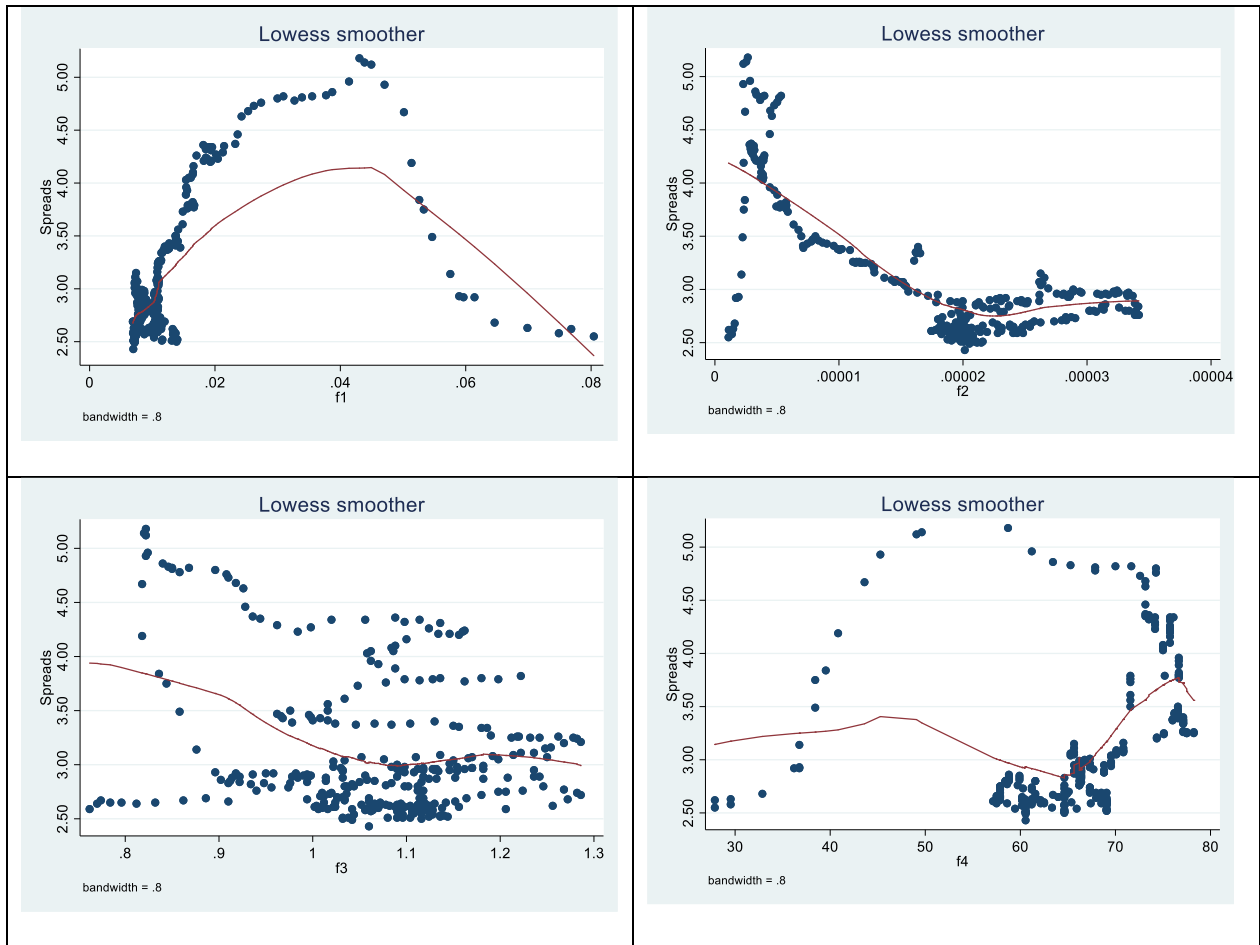 Lowess smoother
5.00
4.50
4.00
3.50
3.00
2.50
Spreads
0 .02 .04 .06 .08
f1
bandwidth = .8
Lowess smoother
5.00
4.50
4.00
3.50
3.00
2.50
Spreads
0 .00001 .00002 .00003 .00004
f2
bandwidth = .8
Lowess smoother
5.00
4.50
4.00
3.50
3.00
2.50
Spreads
.8 .9 1 1.1 1.2 1.3
f3
bandwidth = .8
Lowess smoother
5.00
4.50
4.00
3.50
3.00
2.50
Spreads
30 40 50 60 70 80
f4
bandwidth = .8